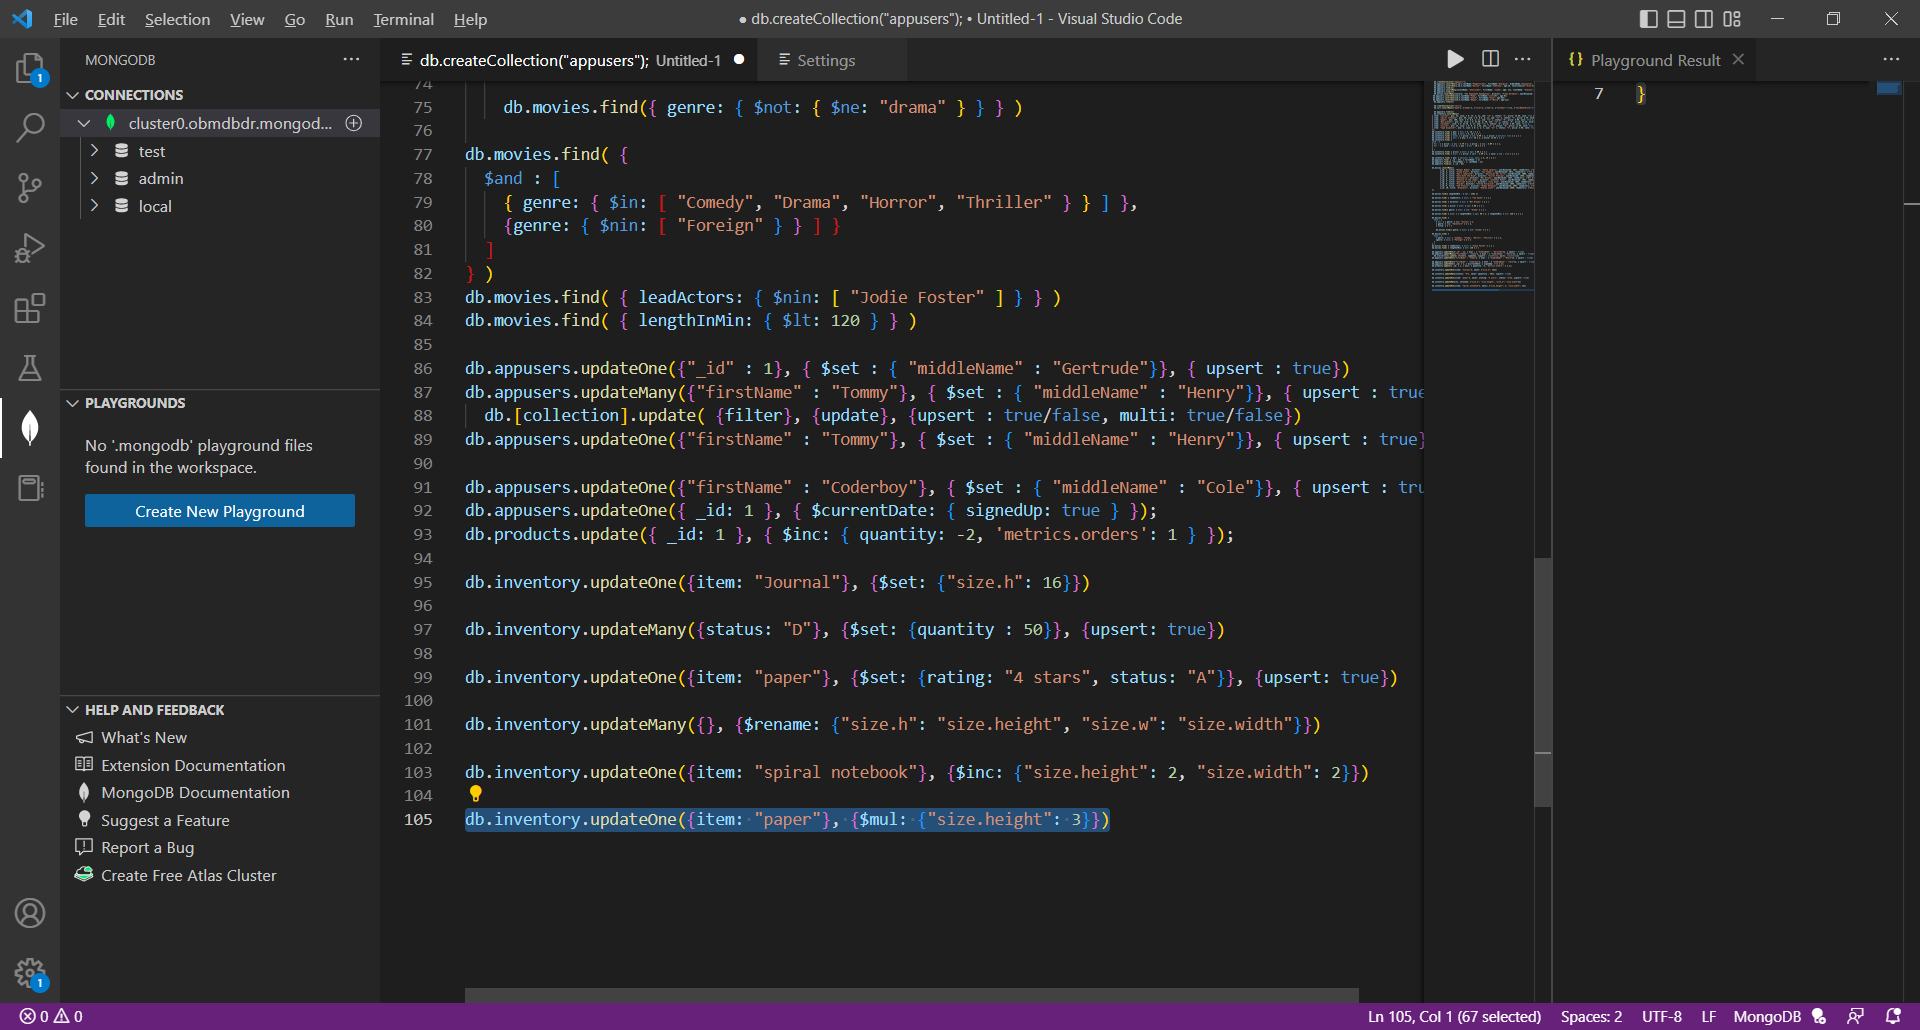 File Edit Selection View Go Run Terminal Help
● db.createCollection("appusers"); • Untitled-1 - Visual Studio Code
MONGODB
CONNECTIONS
cluster0.obmdbdr.mongod...
test
admin
local
PLAYGROUNDS
No '.mongodb' playground files
found in the workspace.
Create New Playground
HELP AND FEEDBACK
What's New
Extension Documentation
MongoDB Documentation
Suggest a Feature
Report a Bug
Create Free Atlas Cluster
1
1
db.createCollection("appusers"); Untitled-1 ●
Settings
74
75 db.movies.find({ genre: { $not: { $ne: "drama" } } } )
76
77 db.movies.find( {
78 $and : [
79 { genre: { $in: [ "Comedy", "Drama", "Horror", "Thriller" } } ] },
80 {genre: { $nin: [ "Foreign" } } ] }
81 ]
82 } )
83 db.movies.find( { leadActors: { $nin: [ "Jodie Foster" ] } } )
84 db.movies.find( { lengthInMin: { $lt: 120 } } )
85
86 db.appusers.updateOne({"_id" : 1}, { $set : { "middleName" : "Gertrude"}}, { upsert : true})
87 db.appusers.updateMany({"firstName" : "Tommy"}, { $set : { "middleName" : "Henry"}}, { upsert : true
88 db.[collection].update( {filter}, {update}, {upsert : true/false, multi: true/false})
89 db.appusers.updateOne({"firstName" : "Tommy"}, { $set : { "middleName" : "Henry"}}, { upsert : true}
90
91 db.appusers.updateOne({"firstName" : "Coderboy"}, { $set : { "middleName" : "Cole"}}, { upsert : tru
92 db.appusers.updateOne({ _id: 1 }, { $currentDate: { signedUp: true } });
93 db.products.update({ _id: 1 }, { $inc: { quantity: -2, 'metrics.orders': 1 } });
94
95 db.inventory.updateOne({item: "Journal"}, {$set: {"size.h": 16}})
96
97 db.inventory.updateMany({status: "D"}, {$set: {quantity : 50}}, {upsert: true})
98
99 db.inventory.updateOne({item: "paper"}, {$set: {rating: "4 stars", status: "A"}}, {upsert: true})
100
101 db.inventory.updateMany({}, {$rename: {"size.h": "size.height", "size.w": "size.width"}})
102
103 db.inventory.updateOne({item: "spiral notebook"}, {$inc: {"size.height": 2, "size.width": 2}})
104
105 db.inventory.updateOne({item: "paper"}, {$mul: {"size.height": 3}})
{} Playground Result
7 }
0 0
Ln 105, Col 1 (67 selected) Spaces: 2 UTF-8 LF MongoDB